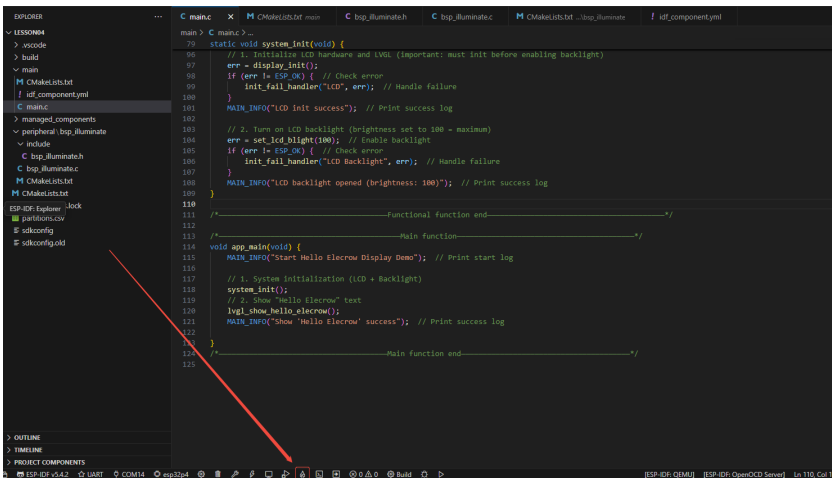 EXPLORER
LESSON04
.vscode
build
main
CMakeLists.txt
idf_component.yml
main.c
managed_components
peripheral\bsp_illuminate
include
bsp_illuminate.h
bsp_illuminate.c
CMakeLists.txt
CMakeLists.txt
.lock
ESP-IDF: Explorer
partitions.csv
sdkconfig
sdkconfig.old
OUTLINE
TIMELINE
PROJECT COMPONENTS
main.c CMakeLists.txt main bsp_illuminate.h bsp_illuminate.c CMakeLists.txt ...\bsp_illuminate idf_component.yml
main > main.c > ...
79 static void system_init(void) {
96 // 1. Initialize LCD hardware and LVGL (important: must init before enabling backlight)
97 err = display_init();
98 if (err != ESP_OK) { // Check error
99 init_fail_handler("LCD", err); // Handle failure
100 }
101 MAIN_INFO("LCD init success"); // Print success log
102
103 // 2. Turn on LCD backlight (brightness set to 100 = maximum)
104 err = set_lcd_blight(100); // Enable backlight
105 if (err != ESP_OK) { // Check error
106 init_fail_handler("LCD Backlight", err); // Handle failure
107 }
108 MAIN_INFO("LCD backlight opened (brightness: 100)"); // Print success log
109 }
110
111 /*————Functional function end————*/
112
113 /*————Main function————*/
114 void app_main(void) {
115 MAIN_INFO("Start Hello Elecrow Display Demo"); // Print start log
116
117 // 1. System initialization (LCD + Backlight)
118 system_init();
119 // 2. Show "Hello Elecrow" text
120 lvgl_show_hello_elecrow();
121 MAIN_INFO("Show 'Hello Elecrow' success"); // Print success log
122
123 }
124 /*————Main function end————*/
125
ESP-IDF v5.4.2 UART COM14 esp32p4 0 0 Build [ESP-IDF: QEMU] [ESP-IDF: OpenOCD Server] Ln 110, Col 1